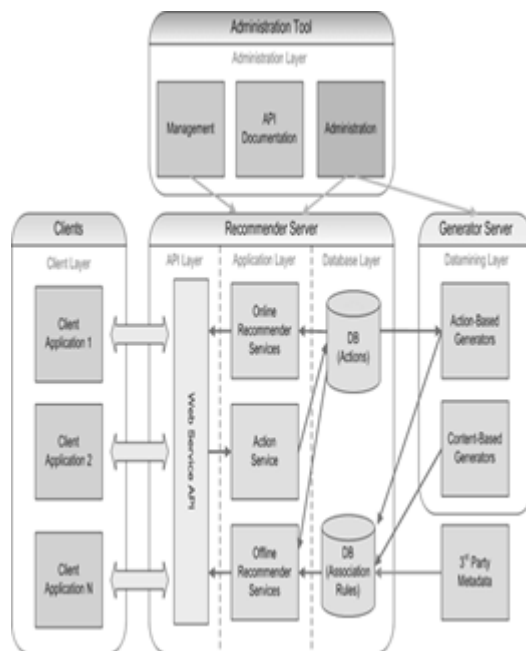 Administration Tool
Administration Layer
Management
API
Documentation
Administration
Clients
Client Layer
Client
Application 1
Client
Application 2
Client
Application N
Recommender Server
API Layer
Application Layer
Database Layer
Web Service API
Online
Recommender
Services
Action
Service
Offline
Recommender
Services
DB
(Actions)
DB
(Association
Rules)
Generator Server
Datamining Layer
Action-Based
Generators
Content-Based
Generators
3rd Party
Metadata